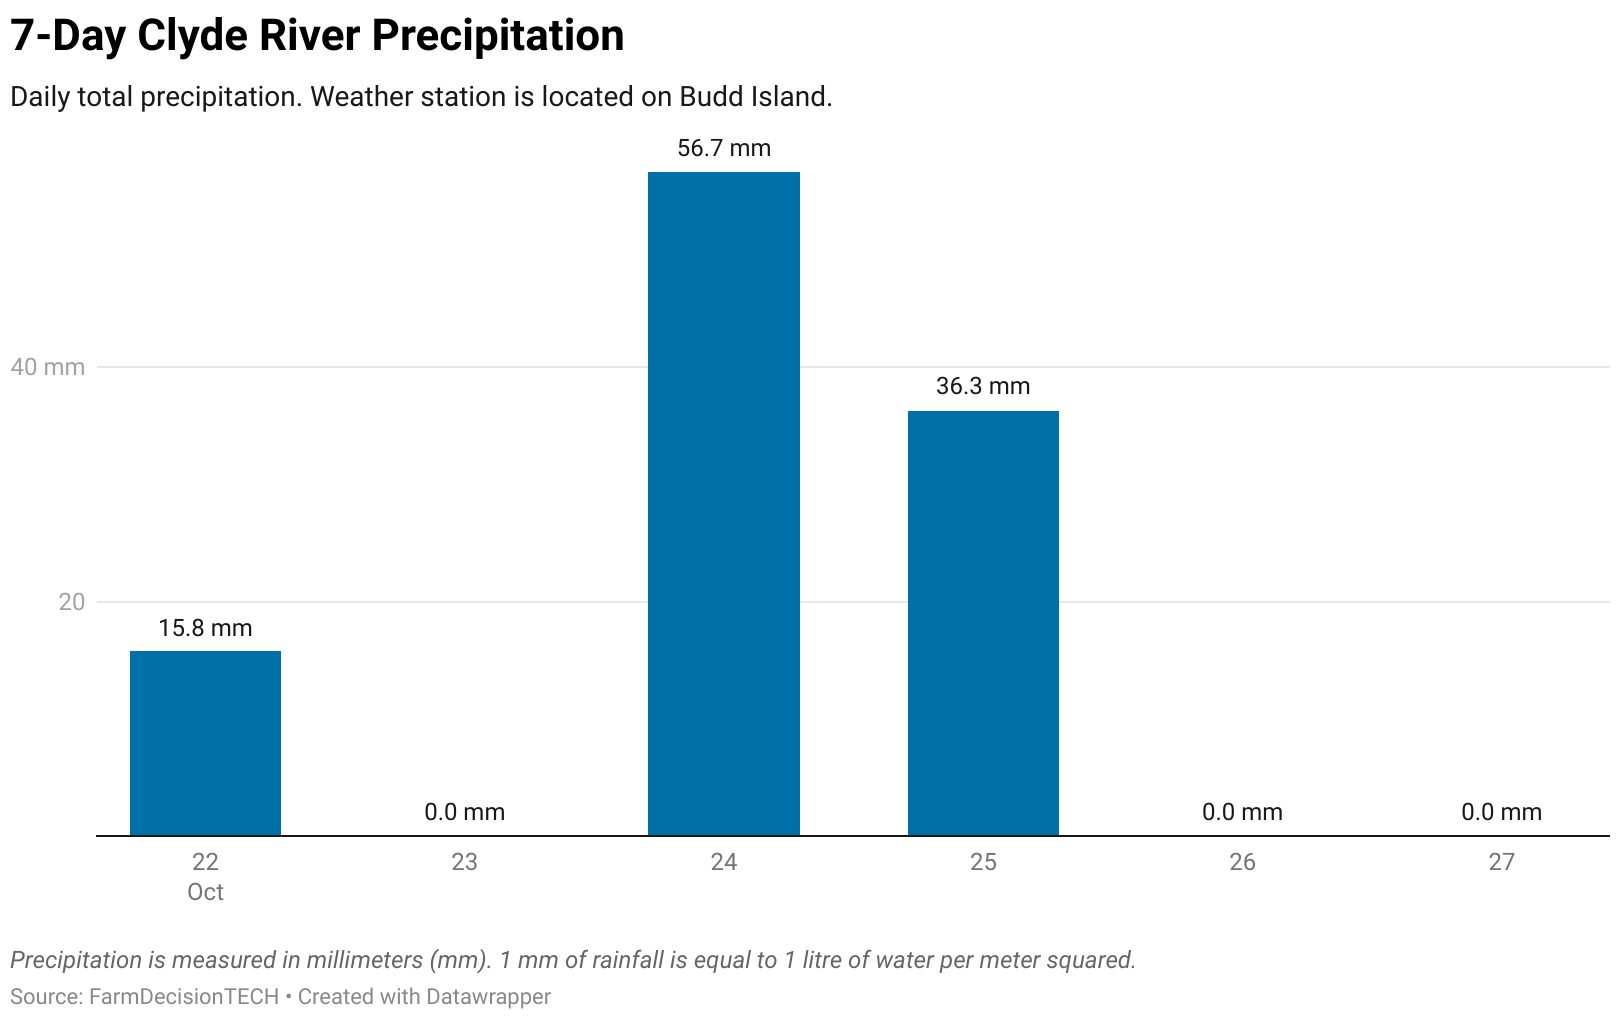 7-Day Clyde River Precipitation
Daily total precipitation. Weather station is located on Budd Island.
56.7 mm
40 mm
36.3 mm
20
15.8 mm
0.0 mm
0.0 mm
0.0 mm
22
23
24
25
26
27
Oct
Precipitation is measured in millimeters (mm). 1 mm of rainfall is equal to 1 litre of water per meter squared.
Source: FarmDecisionTECH • Created with Datawrapper